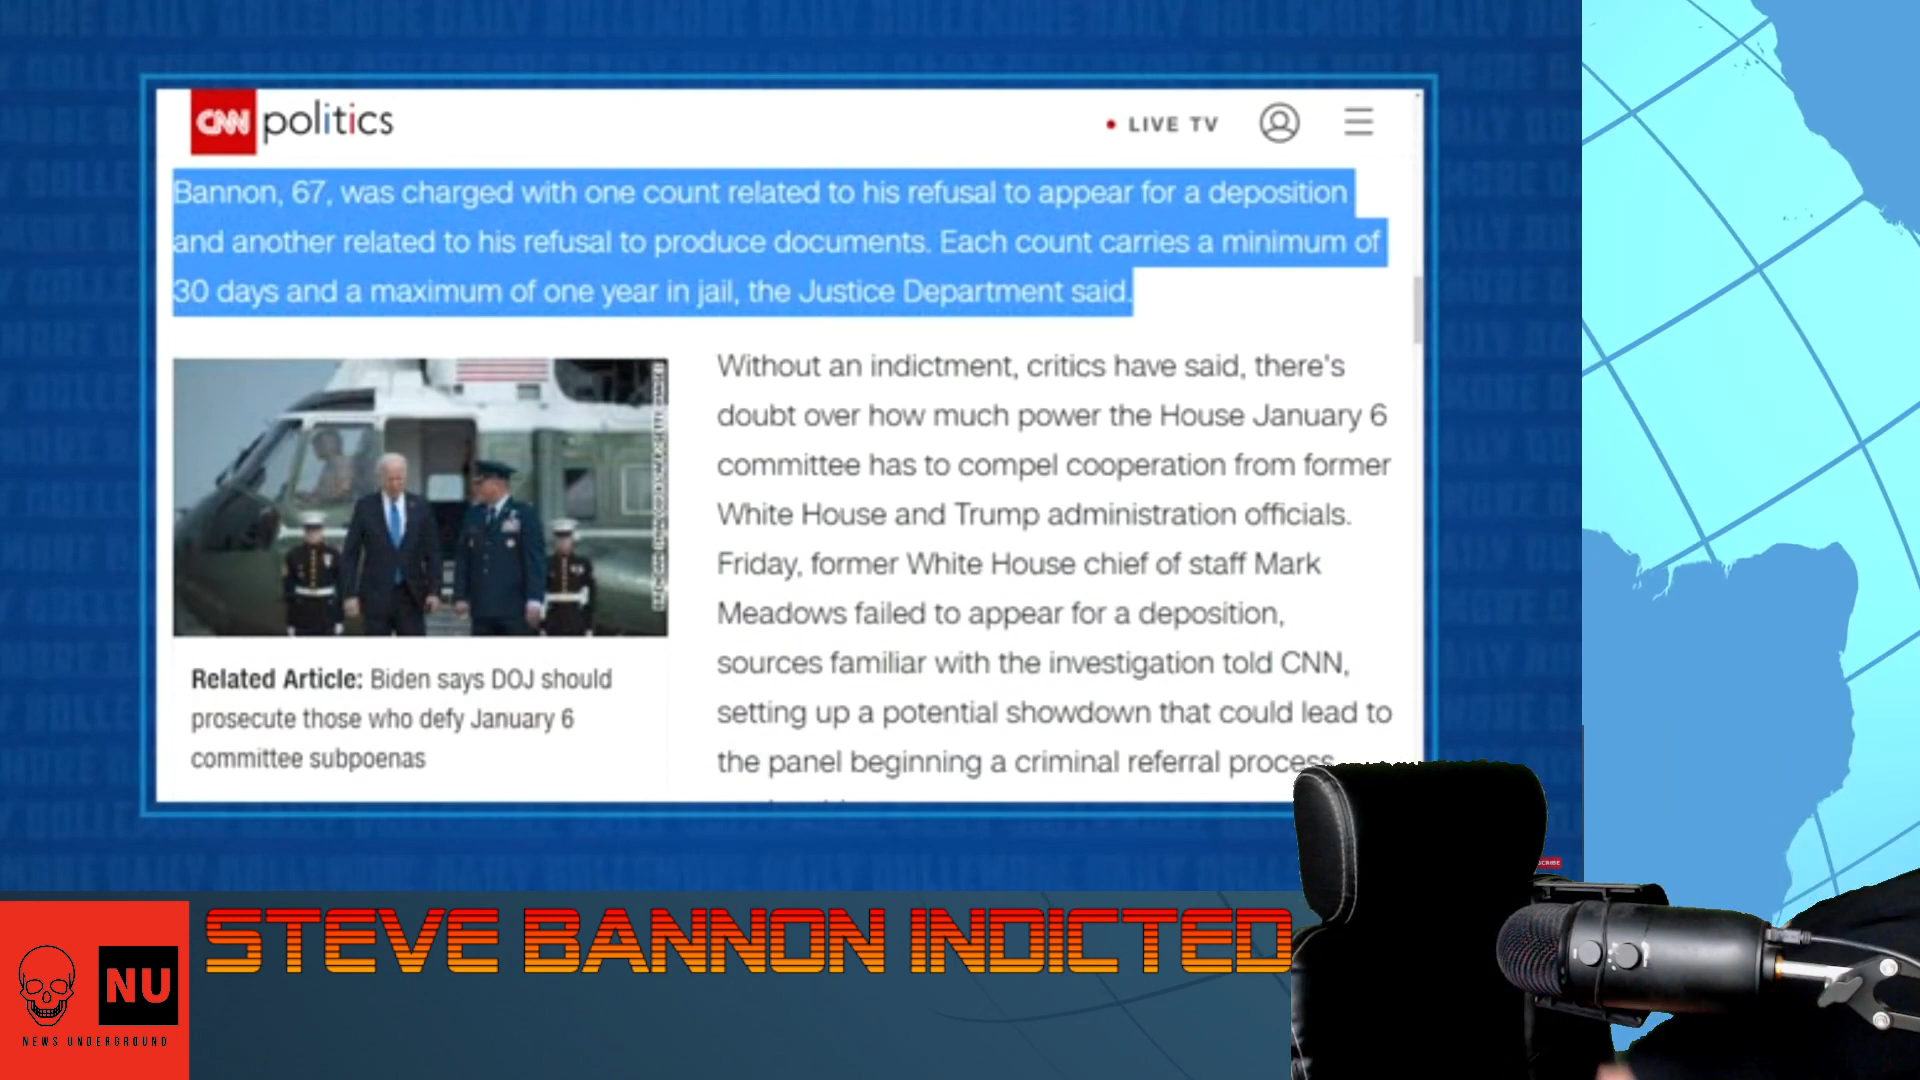 CNN politics
LIVE TV
Bannon, 67, was charged with one count related to his refusal to appear for a deposition
and another related to his refusal to produce documents. Each count carries a minimum of
30 days and a maximum of one year in jail, the Justice Department said.
Without an indictment, critics have said, there's
doubt over how much power the House January 6
committee has to compel cooperation from former
White House and Trump administration officials.
Friday, former White House chief of staff Mark
Meadows failed to appear for a deposition,
sources familiar with the investigation told CNN,
setting up a potential showdown that could lead to
the panel beginning a criminal referral process
Related Article: Biden says DOJ should
prosecute those who defy January 6
committee subpoenas
STEVE BANNON INDICTED
NU
NEWS UNDERGROUND